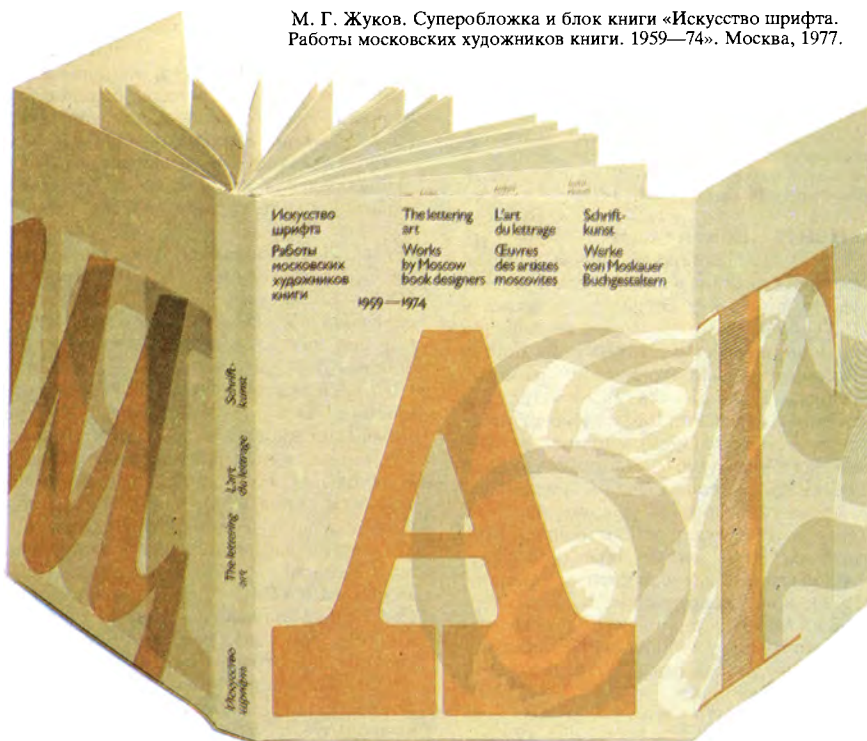 М. Г. Жуков. Суперобложка и блок книги «Искусство шрифта.
Работы московских художников книги. 1959—74». Москва, 1977.
Искусство
шрифта
Работы
московских
художников
книги
The lettering
art
Works
by Moscow
book designers
L'art
du lettrage
Œuvres
des artistes
moscovites
Schrift-
kunst
Werke
von Moskauer
Buchgestaltern
1959—1974
А
Искусство
шрифта
The lettering
art
L'art
du lettrage
Schrift-
kunst